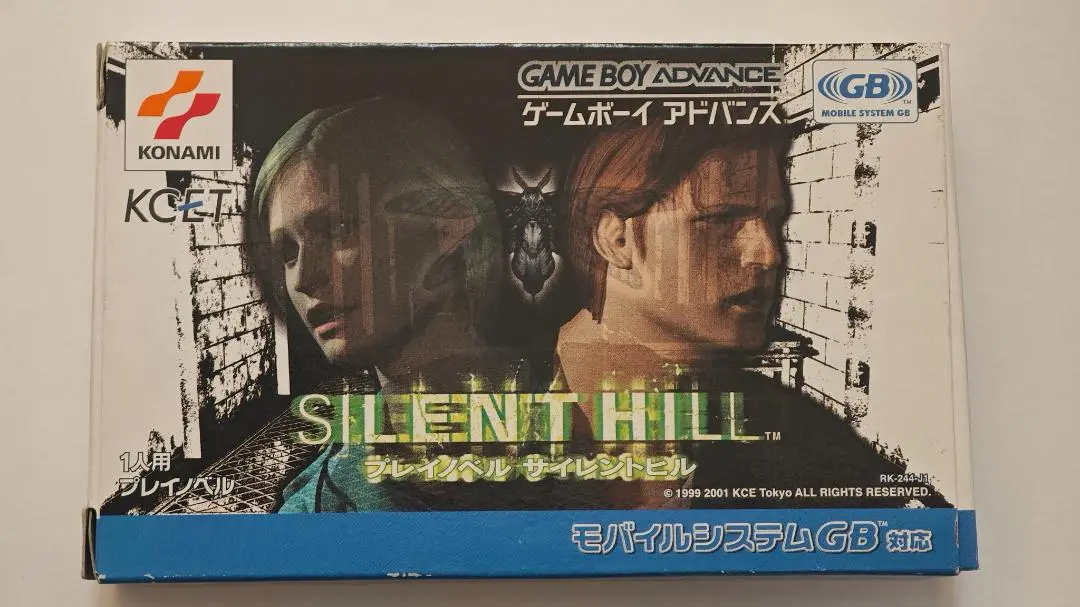 KONAMI
KCET
GAME BOY ADVANCE
ゲームボーイ アドバンス
GB™
MOBILE SYSTEM GB
SILENT HILL™
プレイノベル サイレントヒル
1人用
プレイノベル
RK-244-J1
© 1999 2001 KCE Tokyo ALL RIGHTS RESERVED.
モバイルシステムGB™ 対応